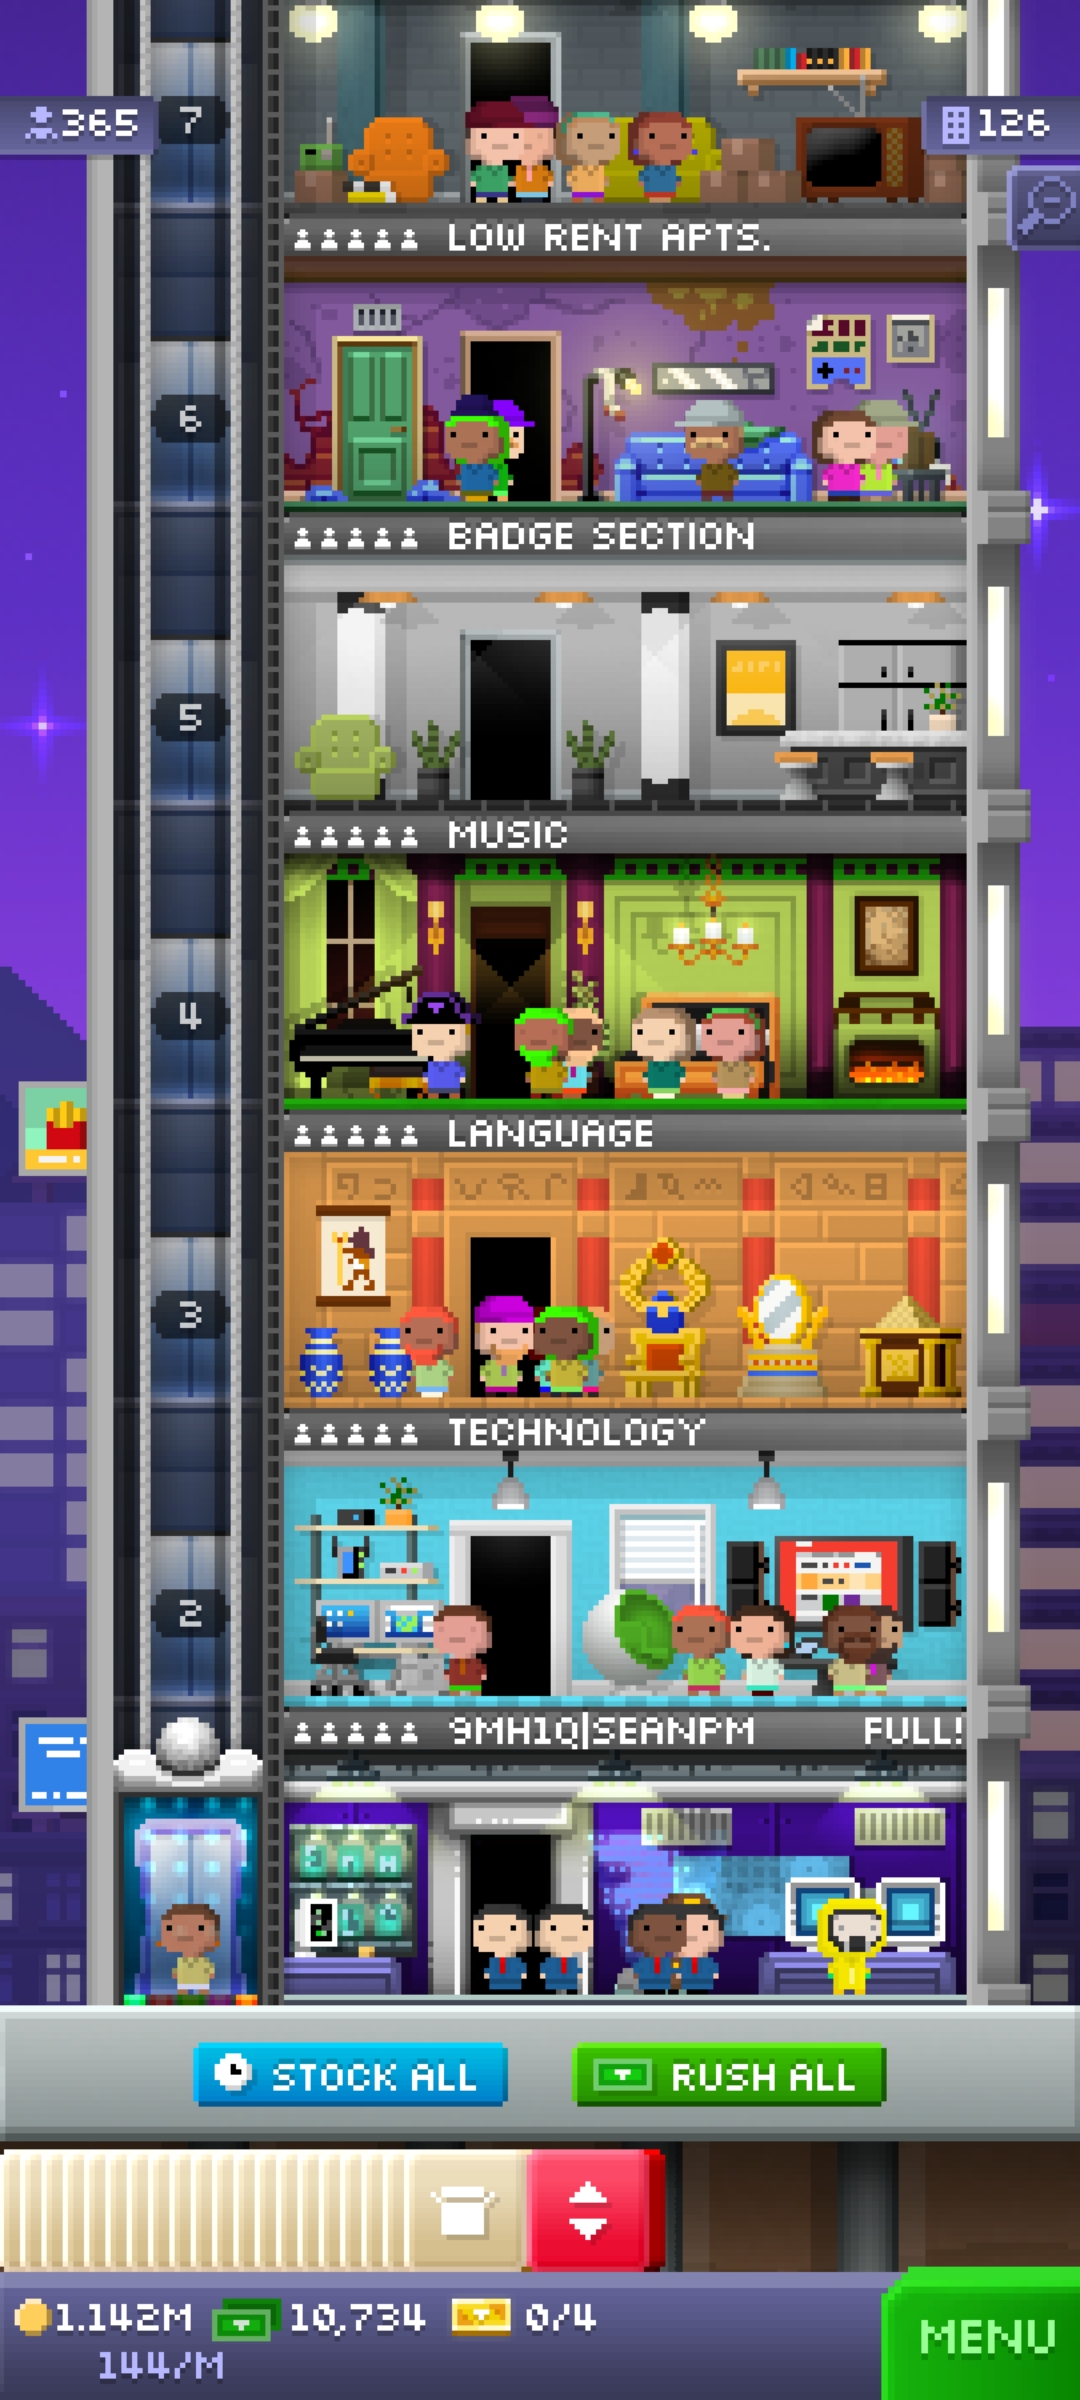 7
365
126
LOW RENT APTS.
6
BADGE SECTION
5
MUSIC
4
LANGUAGE
3
TECHNOLOGY
2
9MH1Q|SEANPM FULL!
STOCK ALL
RUSH ALL
1.142M 10,734 0/4
144/M
MENU